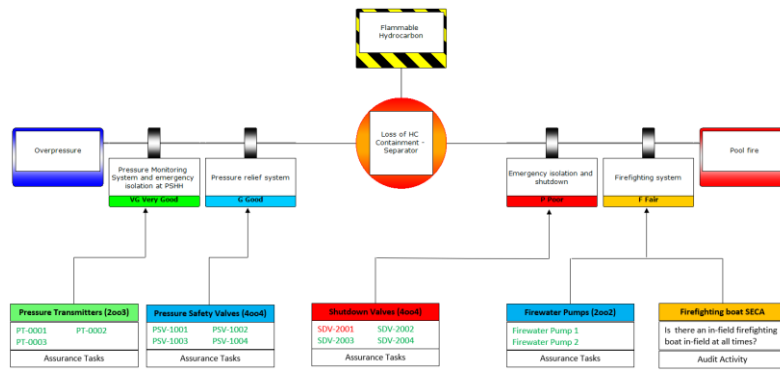 Flammable
Hydrocarbon
Overpressure
Pressure Monitoring
System and emergency
isolation at PSHH
VG Very Good
Pressure relief system
G Good
Loss of HC
Containment -
Separator
Emergency isolation and
shutdown
P Poor
Firefighting system
F Fair
Pool fire
Pressure Transmitters (2oo3)
PT-0001 PT-0002
PT-0003
Assurance Tasks
Pressure Safety Valves (4oo4)
PSV-1001 PSV-1002
PSV-1003 PSV-1004
Assurance Tasks
Shutdown Valves (4oo4)
SDV-2001 SDV-2002
SDV-2003 SDV-2004
Assurance Tasks
Firewater Pumps (2oo2)
Firewater Pump 1
Firewater Pump 2
Assurance Tasks
Firefighting boat SECA
Is there an in-field firefighting
boat in-field at all times?
Audit Activity